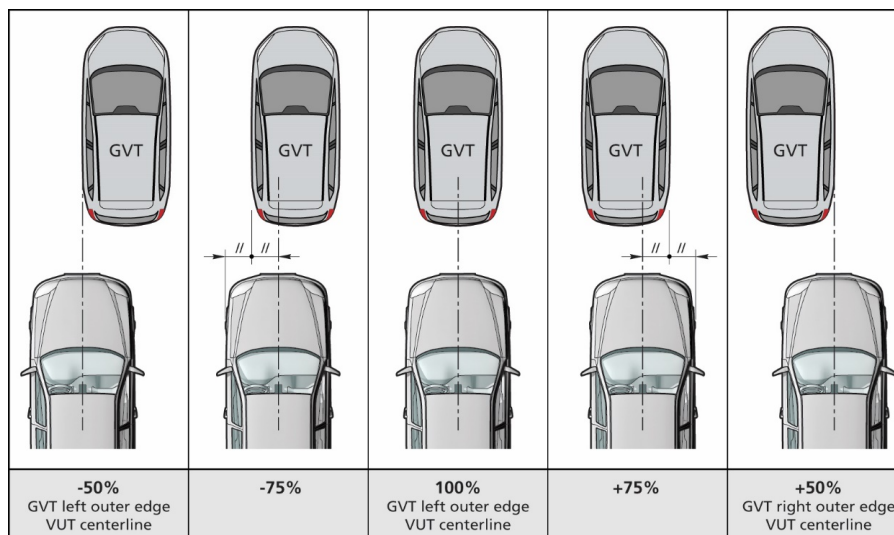 GVT
GVT
GVT
GVT
GVT
//
//
//
//
-50%
GVT left outer edge
VUT centerline
-75%
100%
GVT left outer edge
VUT centerline
+75%
+50%
GVT right outer edge
VUT centerline